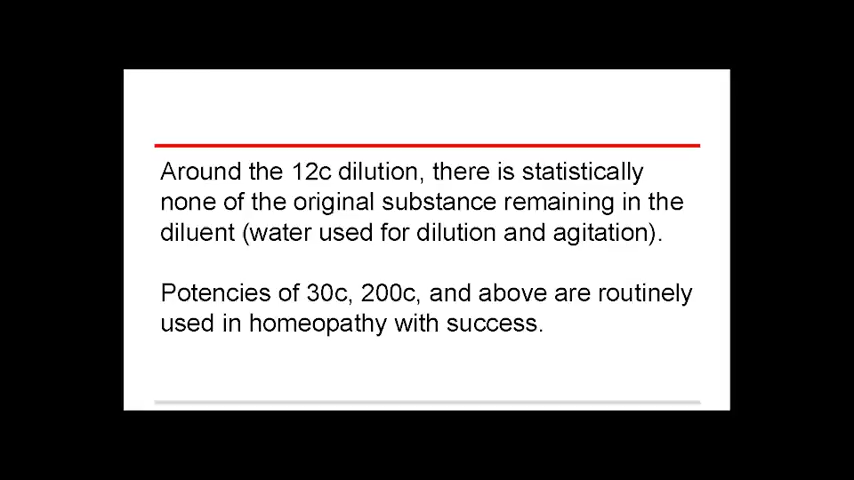 Around the 12c dilution, there is statistically
none of the original substance remaining in the
diluent (water used for dilution and agitation).
Potencies of 30c, 200c, and above are routinely
used in homeopathy with success.